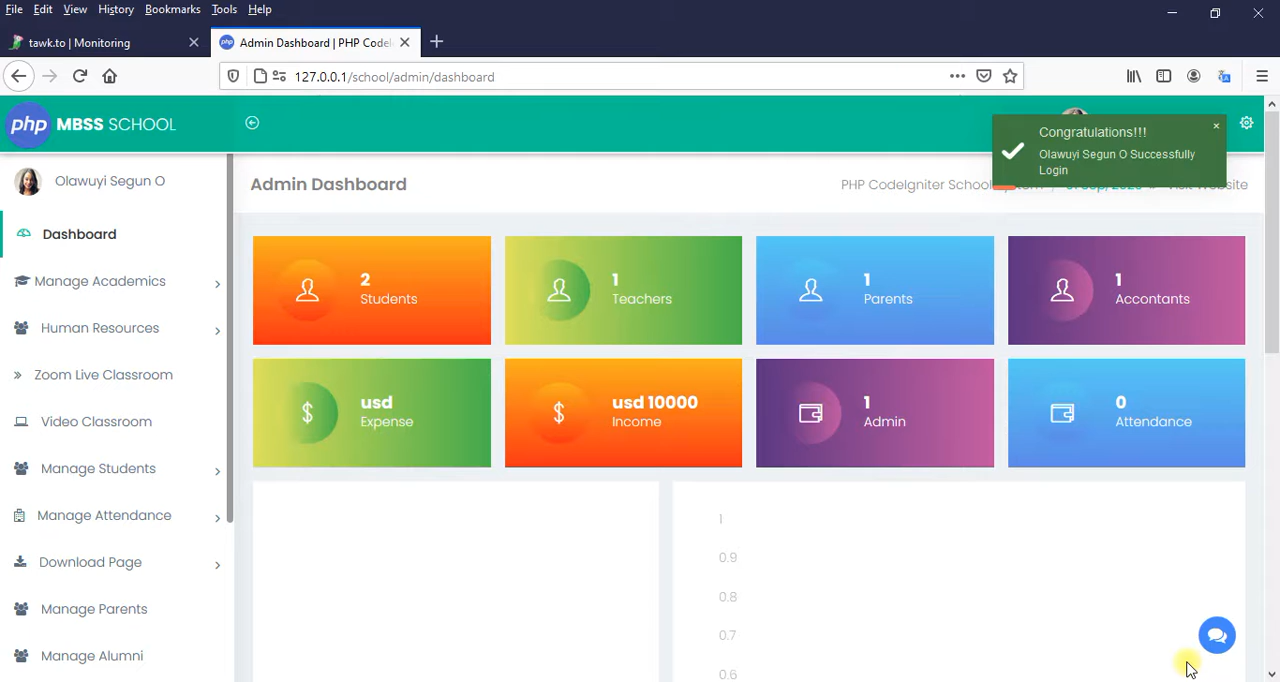 File Edit View History Bookmarks Tools Help
tawk.to | Monitoring
Admin Dashboard | PHP CodeI
127.0.0.1/school/admin/dashboard
php MBSS SCHOOL
Congratulations!!!
Olawuyi Segun O Successfully
Login
Olawuyi Segun O
Admin Dashboard
PHP CodeIgniter School
Website
Dashboard
Manage Academics
Human Resources
Zoom Live Classroom
Video Classroom
Manage Students
Manage Attendance
Download Page
Manage Parents
Manage Alumni
2
Students
1
Teachers
1
Parents
1
Accontants
usd
Expense
usd 10000
Income
1
Admin
0
Attendance
1
0.9
0.8
0.7
0.6